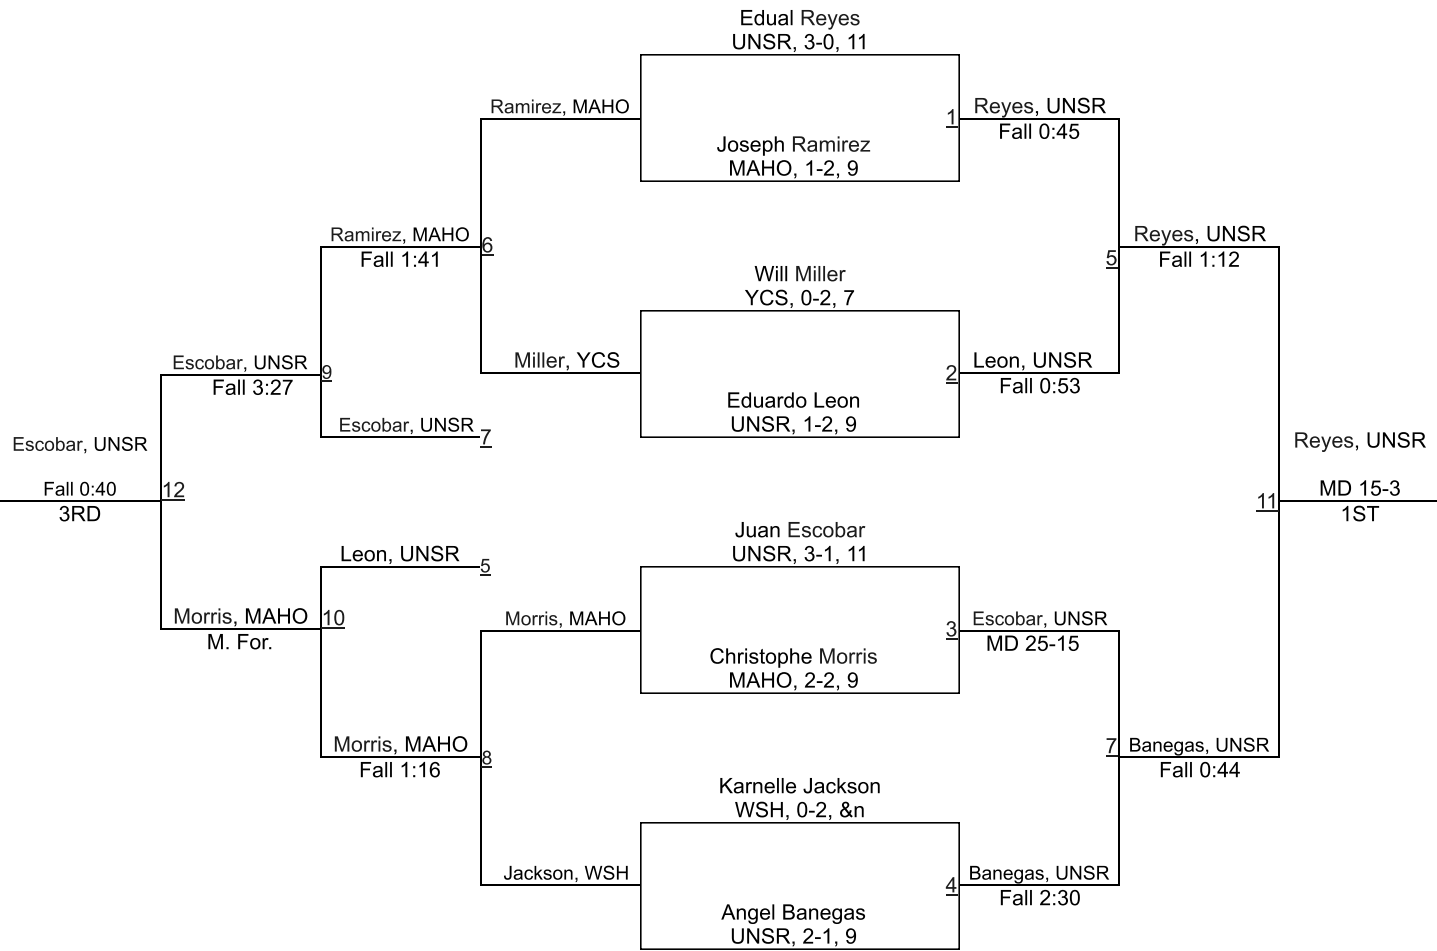 Edual Reyes
UNSR, 3-0, 11
Ramirez, MAHO
1
Reyes, UNSR
Fall 0:45
Joseph Ramirez
MAHO, 1-2, 9
Ramirez, MAHO
Fall 1:41
6
Reyes, UNSR
Fall 1:12
5
Will Miller
YCS, 0-2, 7
Escobar, UNSR
Fall 3:27
9
Miller, YCS
2
Leon, UNSR
Fall 0:53
Eduardo Leon
UNSR, 1-2, 9
Escobar, UNSR
7
Escobar, UNSR
Fall 0:40
3RD
12
Reyes, UNSR
MD 15-3
1ST
11
Juan Escobar
UNSR, 3-1, 11
Leon, UNSR
5
Morris, MAHO
M. For.
10
Morris, MAHO
3
Escobar, UNSR
MD 25-15
Christophe Morris
MAHO, 2-2, 9
Morris, MAHO
Fall 1:16
8
7
Banegas, UNSR
Fall 0:44
Karnelle Jackson
WSH, 0-2, &n
Jackson, WSH
4
Banegas, UNSR
Fall 2:30
Angel Banegas
UNSR, 2-1, 9